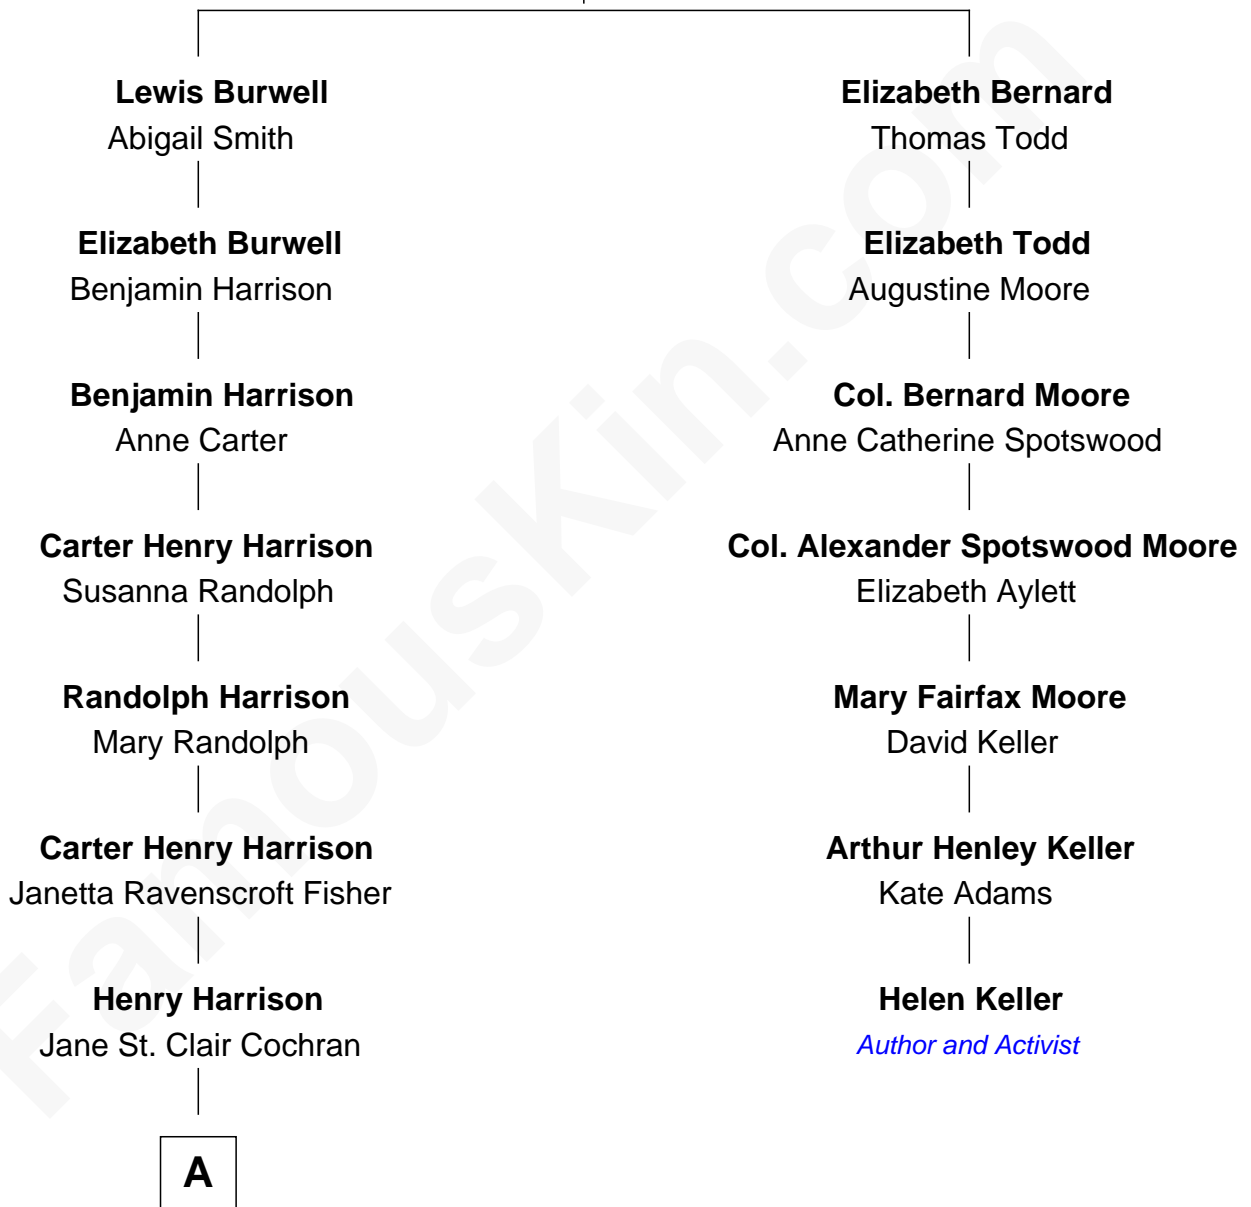 Lewis Burwell
Abigail Smith
Elizabeth Bernard
Thomas Todd
Elizabeth Burwell
Benjamin Harrison
Elizabeth Todd
Augustine Moore
Benjamin Harrison
Anne Carter
Col. Bernard Moore
Anne Catherine Spotswood
Carter Henry Harrison
Susanna Randolph
Col. Alexander Spotswood Moore
Elizabeth Aylett
Randolph Harrison
Mary Randolph
Mary Fairfax Moore
David Keller
Carter Henry Harrison
Janetta Ravenscroft Fisher
Arthur Henley Keller
Kate Adams
Henry Harrison
Jane St. Clair Cochran
Helen Keller
Author and Activist
A
FamousKin.com